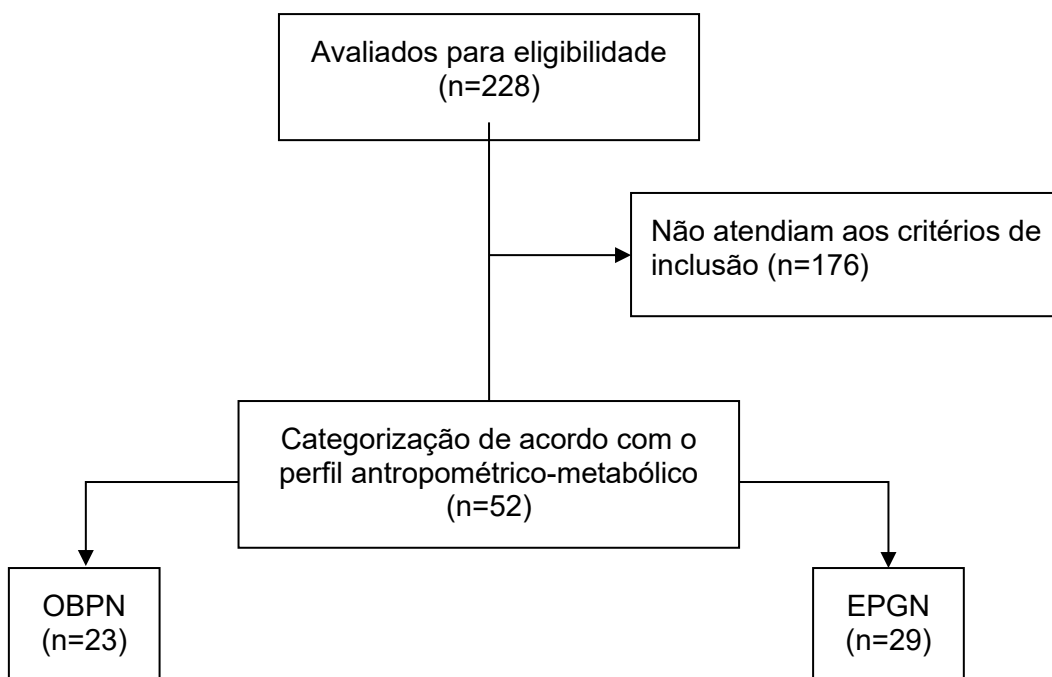 Avaliados para eligibilidade
(n=228)
Não atendiam aos critérios de
inclusão (n=176)
Categorização de acordo com o
perfil antropométrico-metabólico
(n=52)
OBPN
(n=23)
EPGN
(n=29)